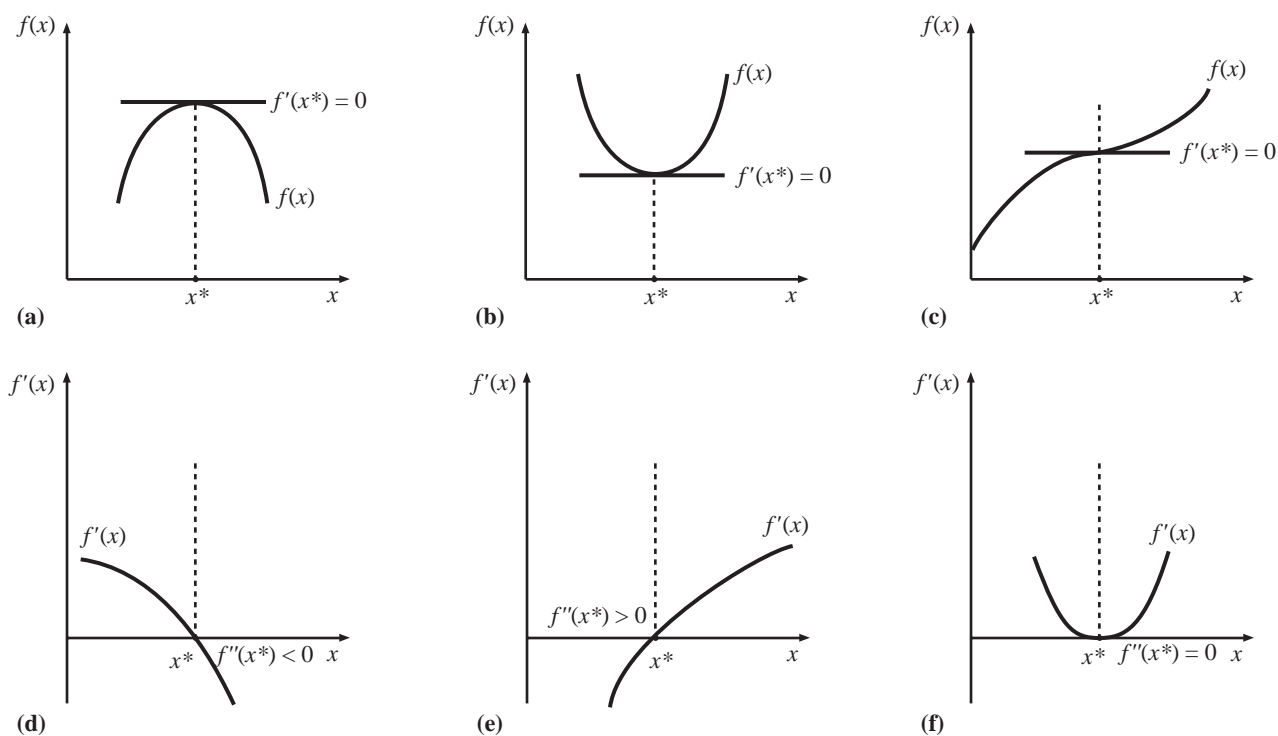 f(x)
f′(x*) = 0
f(x)
x*
x
(a)
f(x)
f(x)
f′(x*) = 0
x*
x
(b)
f(x)
f(x)
f′(x*) = 0
x*
x
(c)
f′(x)
f′(x)
x*
f″(x*) < 0
x
(d)
f′(x)
f′(x)
f″(x*) > 0
x*
x
(e)
f′(x)
f′(x)
x*
f″(x*) = 0
x
(f)